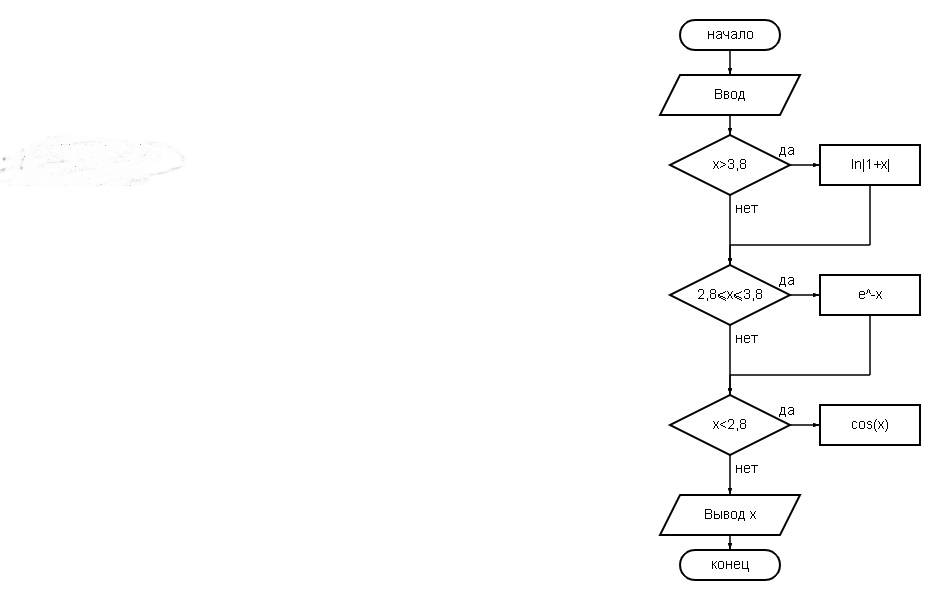 начало
Ввод
x>3,8
да
ln|1+x|
нет
2,8⩽x⩽3,8
да
e^-x
нет
x<2,8
да
cos(x)
нет
Вывод x
конец